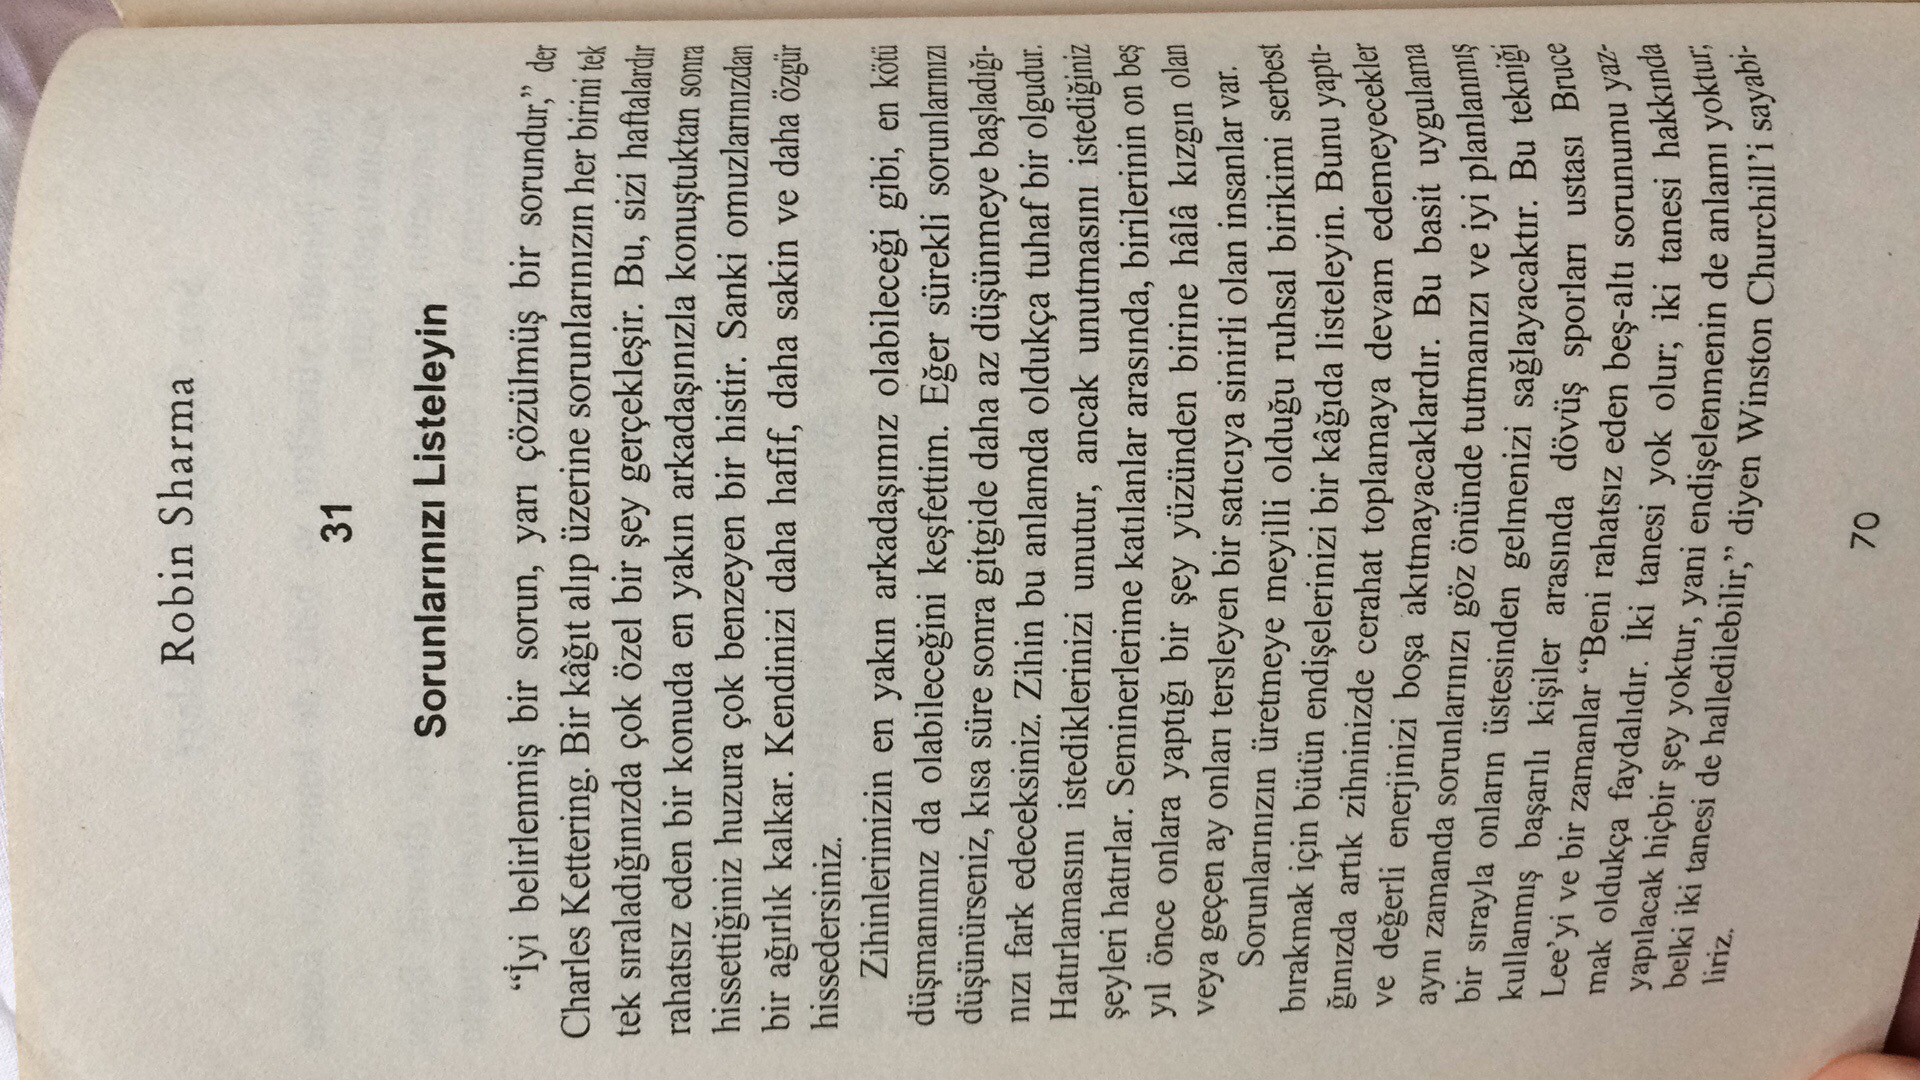 Robin Sharma
31
Sorunlarınızı Listeleyin
“İyi belirlenmiş bir sorun, yarı çözülmüş bir sorundur,” der
Charles Kettering. Bir kâğıt alıp üzerine sorunlarınızın her birini tek
tek sıraladığınızda çok özel bir şey gerçekleşir. Bu, sizi haftalardır
rahatsız eden bir konuda en yakın arkadaşınızla konuştuktan sonra
hissettiğiniz huzura çok benzeyen bir histir. Sanki omuzlarınızdan
bir ağırlık kalkar. Kendinizi daha hafif, daha sakin ve daha özgür
hissedersiniz.
Zihinlerimizin en yakın arkadaşımız olabileceği gibi, en kötü
düşmanımız da olabileceğini keşfettim. Eğer sürekli sorunlarınızı
düşünürseniz, kısa süre sonra gitgide daha az düşünmeye başladığı-
nızı fark edeceksiniz. Zihin bu anlamda oldukça tuhaf bir olgudur.
Hatırlamasını istediklerinizi unutur, ancak unutmasını istediğiniz
şeyleri hatırlar. Seminerlerime katılanlar arasında, birilerinin on beş
yıl önce onlara yaptığı bir şey yüzünden birine hâlâ kızgın olan
veya geçen ay onları tersleyen bir satıcıya sinirli olan insanlar var.
Sorunlarınızın üretmeye meyilli olduğu ruhsal birikimi serbest
bırakmak için bütün endişelerinizi bir kâğıda listeleyin. Bunu yaptı-
ğınızda artık zihninizde cerahat toplamaya devam edemeyecekler
ve değerli enerjinizi boşa akıtmayacaklardır. Bu basit uygulama
aynı zamanda sorunlarınızı göz önünde tutmanızı ve iyi planlanmış
bir sırayla onların üstesinden gelmenizi sağlayacaktır. Bu tekniği
kullanmış başarılı kişiler arasında dövüş sporları ustası Bruce
Lee’yi ve bir zamanlar “Beni rahatsız eden beş-altı sorunumu yaz-
mak oldukça faydalıdır. İki tanesi yok olur; iki tanesi hakkında
yapılacak hiçbir şey yoktur, yani endişelenmenin de anlamı yoktur;
belki iki tanesi de halledilebilir,” diyen Winston Churchill’i sayabi-
liriz.
70